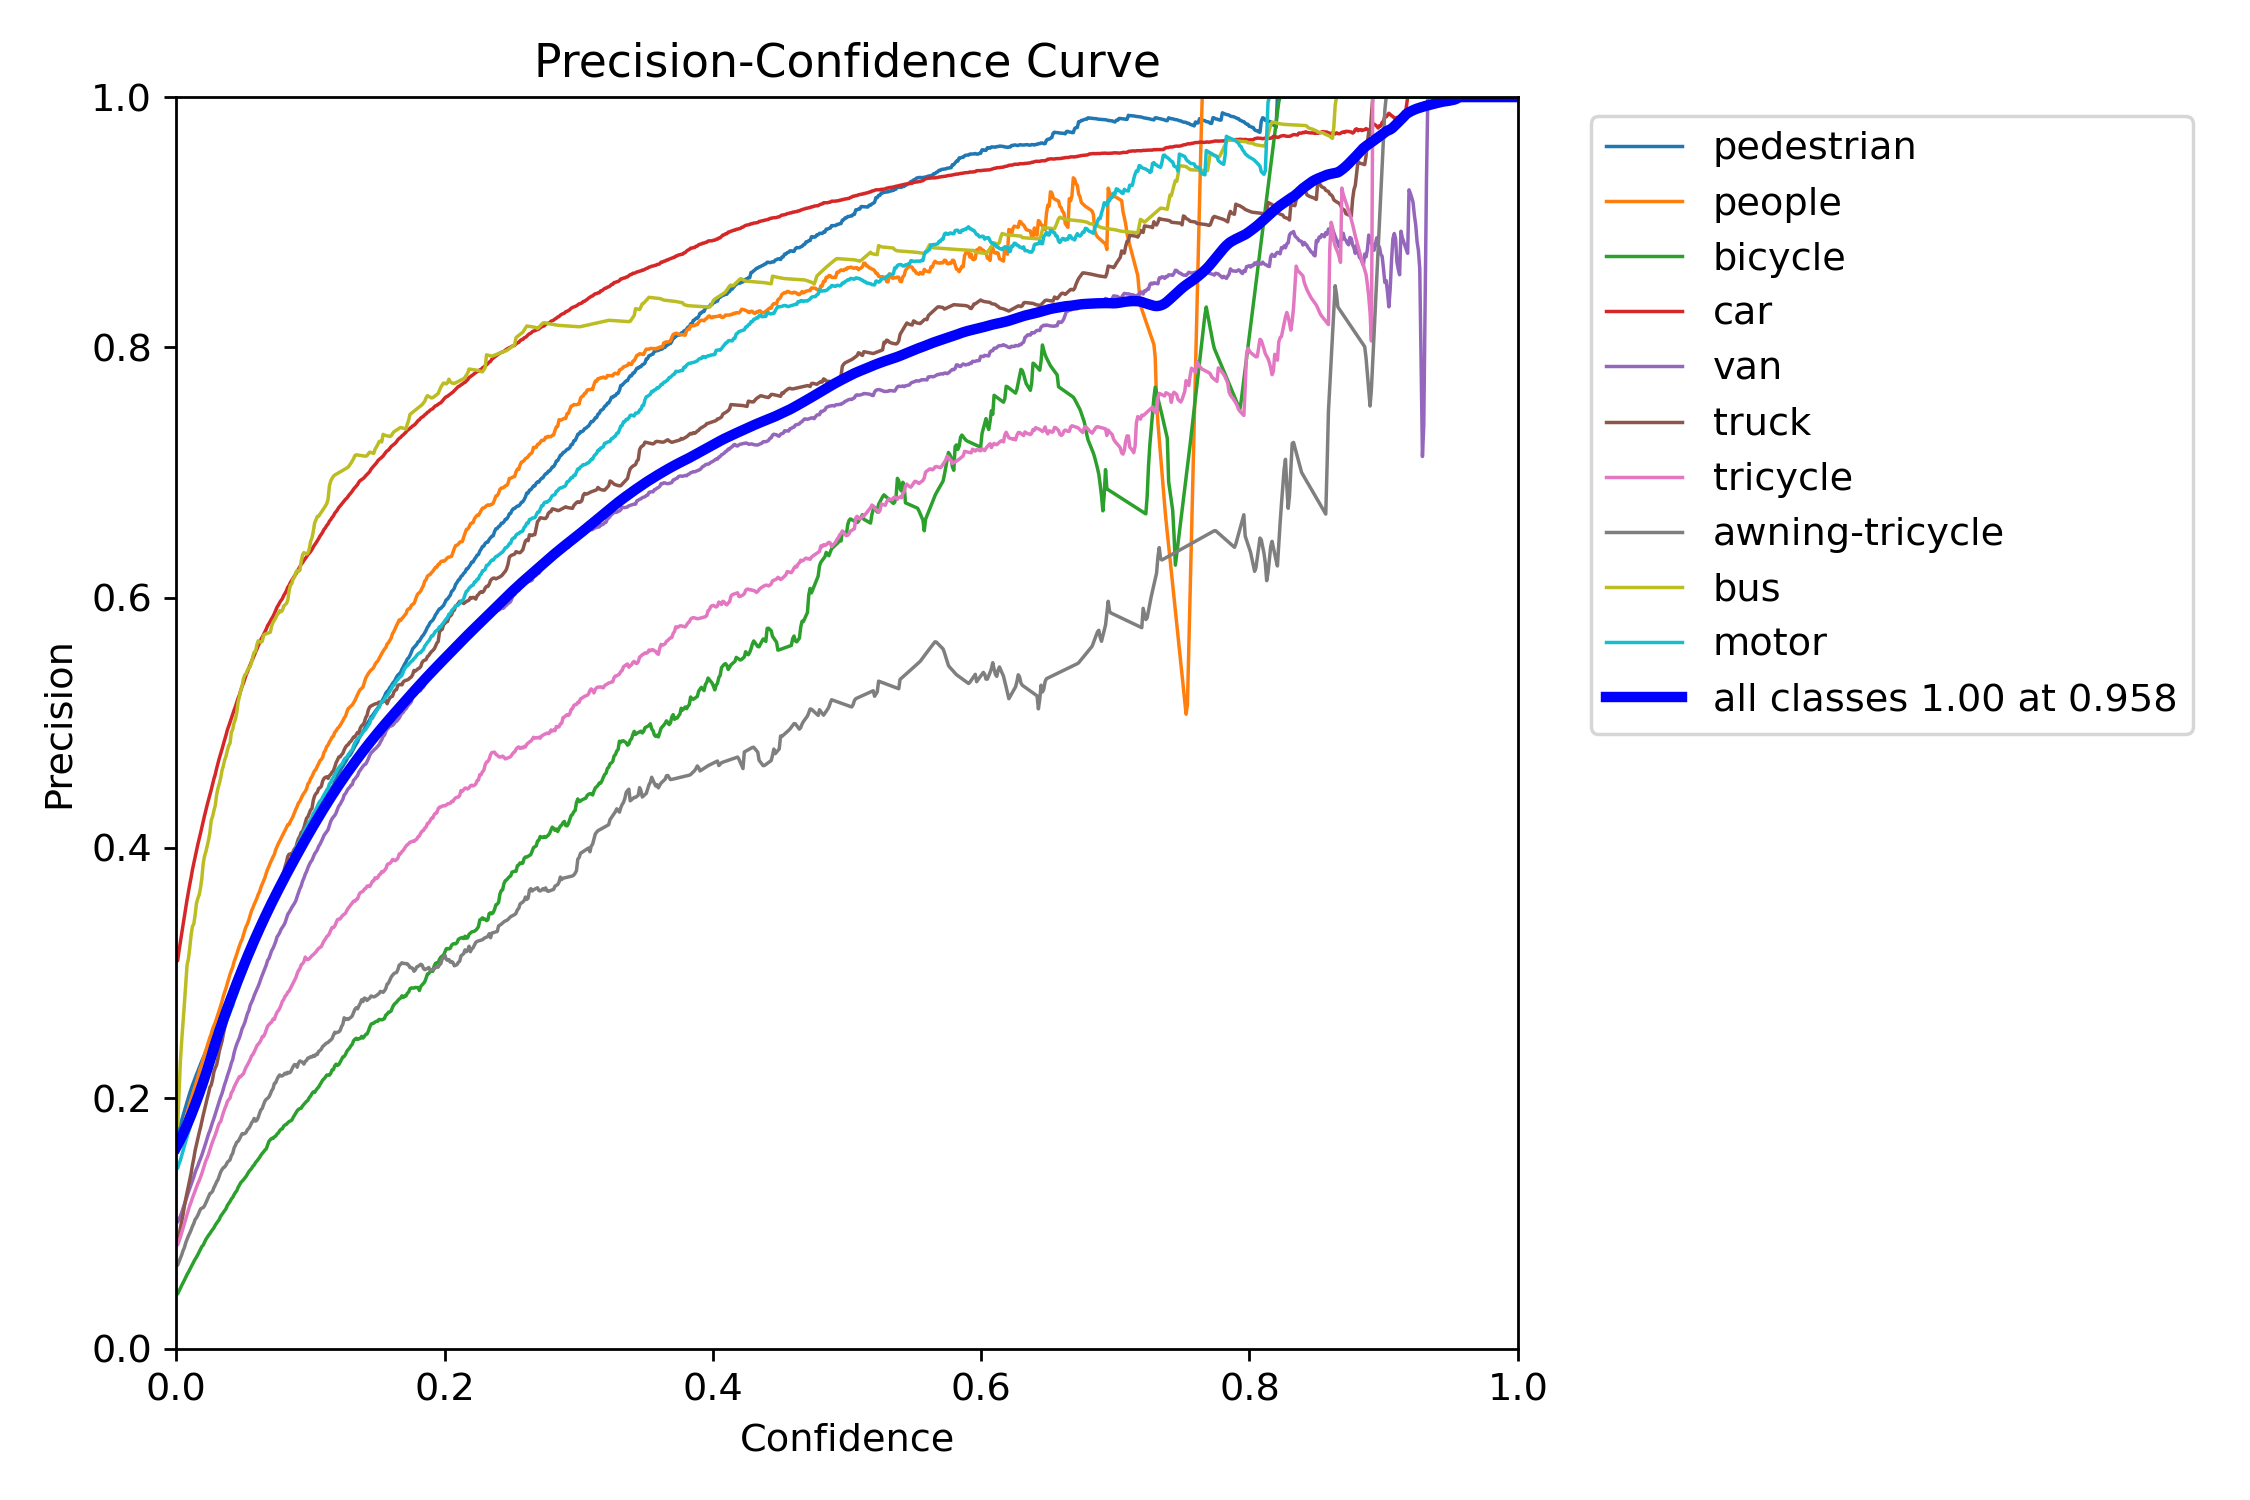 Precision-Confidence Curve
1.0
0.8
0.6
0.4
0.2
0.0
Precision
0.0 0.2 0.4 0.6 0.8 1.0
Confidence
pedestrian
people
bicycle
car
van
truck
tricycle
awning-tricycle
bus
motor
all classes 1.00 at 0.958